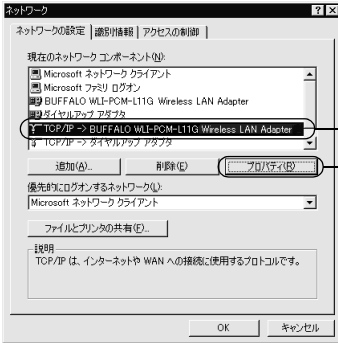 ネットワーク
ネットワークの設定 識別情報 アクセスの制御
現在のネットワーク コンポーネント(N):
Microsoft ネットワーク クライアント
Microsoft ファミリ ログオン
BUFFALO WLI-PCM-L11G Wireless LAN Adapter
ダイヤルアップ アダプタ
TCP/IP -> BUFFALO WLI-PCM-L11G Wireless LAN Adapter
TCP/IP -> ダイヤルアップ アダプタ
追加(A)... 削除(E) プロパティ(R)
優先的にログオンするネットワーク(L):
Microsoft ネットワーク クライアント
ファイルとプリンタの共有(F)...
説明
TCP/IP は、インターネットや WAN への接続に使用するプロトコルです。
OK キャンセル